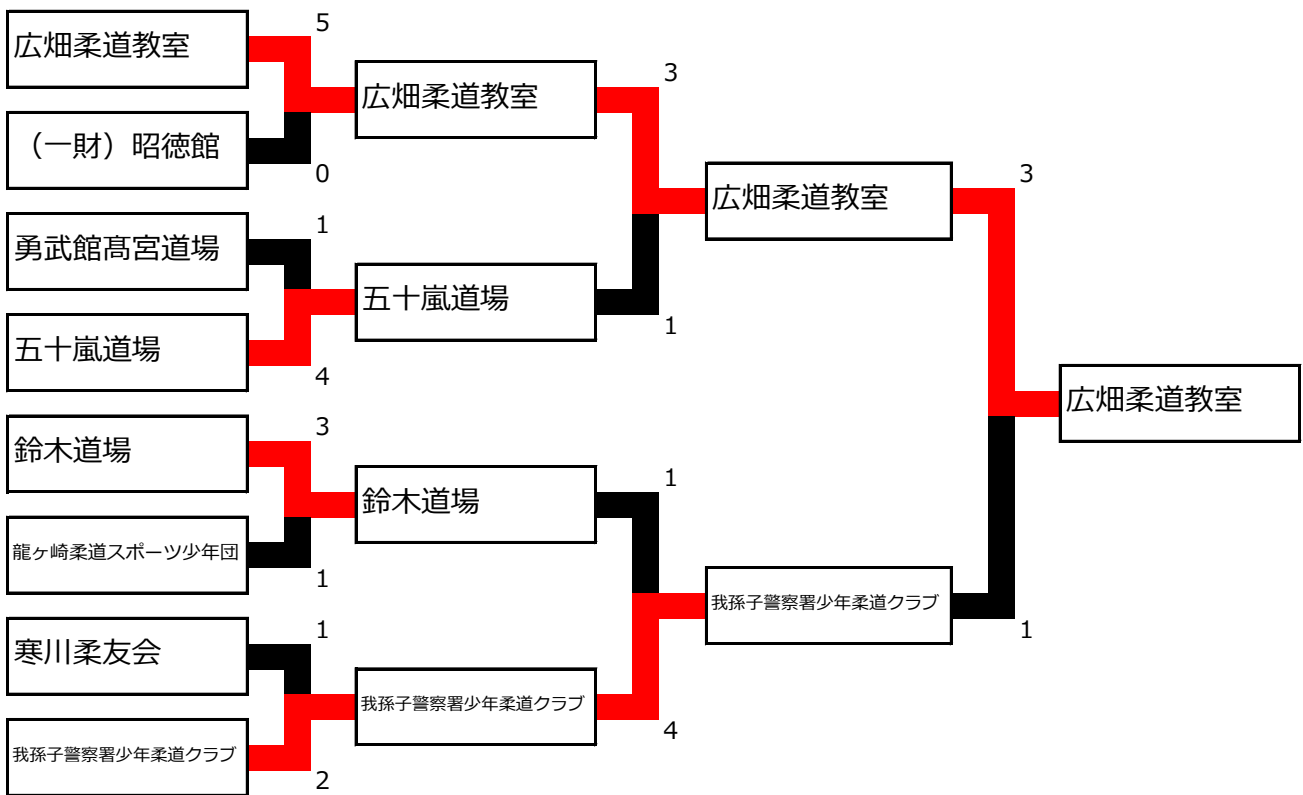 5
広畑柔道教室
3
広畑柔道教室
（一財）昭徳館
0
3
広畑柔道教室
1
勇武館髙宮道場
五十嵐道場
1
五十嵐道場
4
広畑柔道教室
3
鈴木道場
1
鈴木道場
龍ヶ崎柔道スポーツ少年団
1
我孫子警察署少年柔道クラブ
1
1
寒川柔友会
我孫子警察署少年柔道クラブ
4
我孫子警察署少年柔道クラブ
2